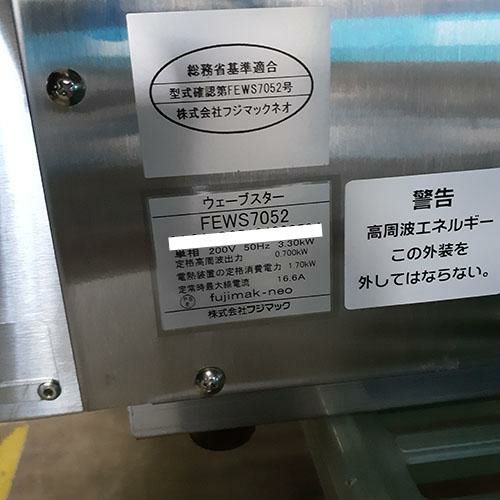 総務省基準適合
型式確認第FEWS7052号
株式会社フジマックネオ
ウェーブスター
FEWS7052
単相 200V 50Hz 3.30kW
定格高周波出力 0.700kW
電熱装置の定格消費電力 1.70kW
定常時最大線電流 16.6A
fujimak-neo
株式会社フジマック
警告
高周波エネルギー
この外装を
外してはならない。